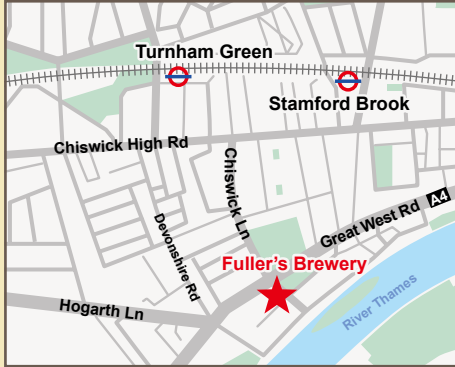 Turnham Green
Stamford Brook
Chiswick High Rd
Chiswick Ln
Devonshire Rd
Great West Rd
A4
Fuller's Brewery
Hogarth Ln
River Thames